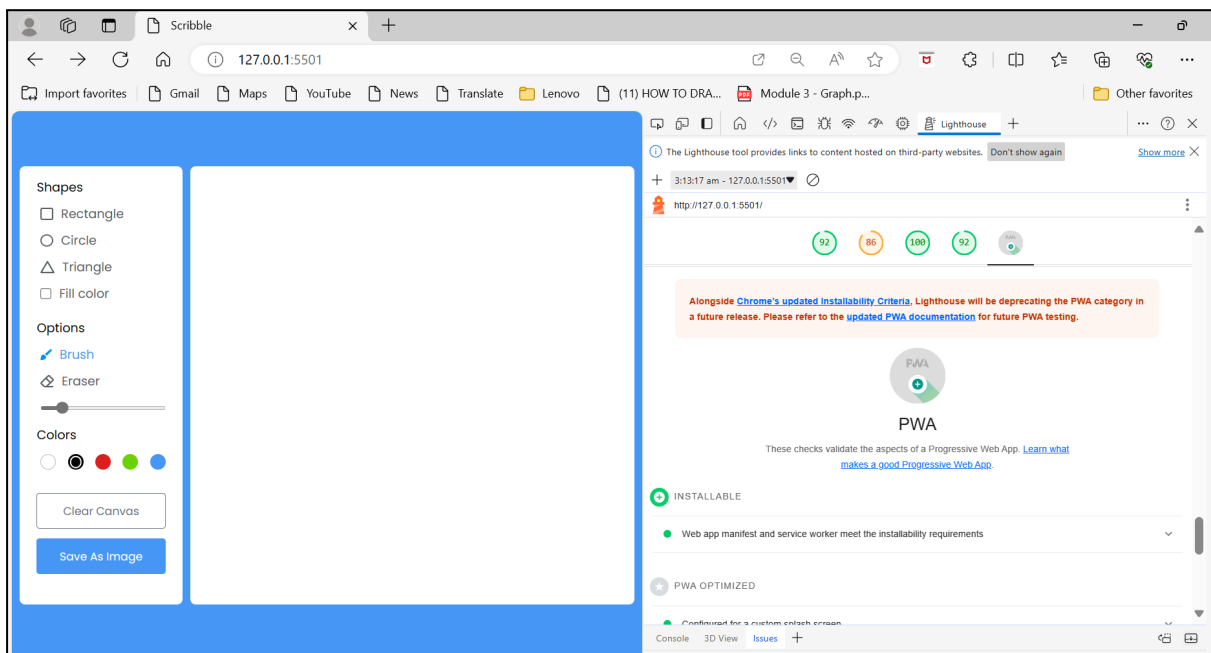 Scribble
127.0.0.1:5501
Import favorites Gmail Maps YouTube News Translate Lenovo (11) HOW TO DRA... Module 3 - Graph.p... Other favorites
Shapes
Rectangle
Circle
Triangle
Fill color
Options
Brush
Eraser
Colors
Clear Canvas
Save As Image
Lighthouse
The Lighthouse tool provides links to content hosted on third-party websites. Don't show again Show more
3:13:17 am - 127.0.0.1:5501
http://127.0.0.1:5501/
92 86 100 92 PWA
Alongside Chrome's updated Installability Criteria, Lighthouse will be deprecating the PWA category in
a future release. Please refer to the updated PWA documentation for future PWA testing.
PWA
PWA
These checks validate the aspects of a Progressive Web App. Learn what
makes a good Progressive Web App.
INSTALLABLE
Web app manifest and service worker meet the installability requirements
PWA OPTIMIZED
Configured for a custom splash screen
Console 3D View Issues